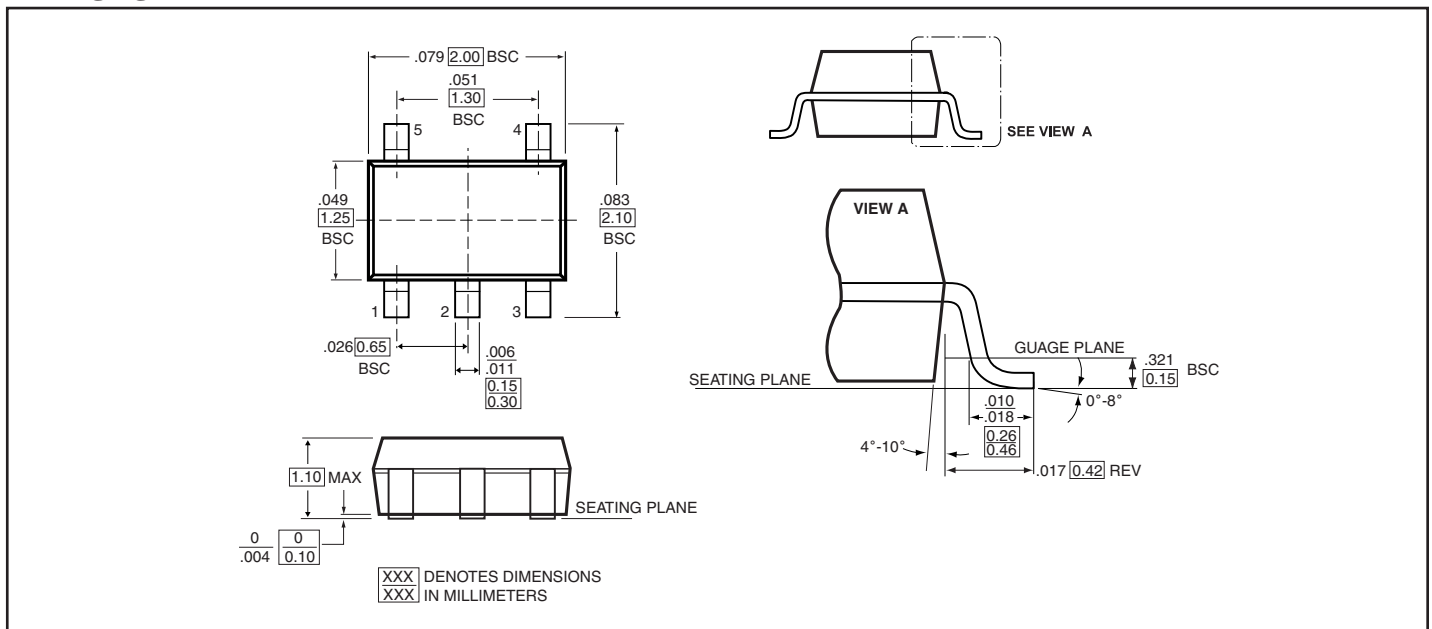 .079 2.00 BSC
.051
1.30
BSC
5
4
.049
1.25
BSC
.083
2.10
BSC
1
2
3
.026 0.65
BSC
.006
.011
0.15
0.30
1.10 MAX
SEATING PLANE
0
.004
0
0.10
XXX DENOTES DIMENSIONS
XXX IN MILLIMETERS
SEE VIEW A
VIEW A
GUAGE PLANE
.321
0.15
BSC
SEATING PLANE
0°-8°
.010
.018
0.26
0.46
4°-10°
.017 0.42 REV